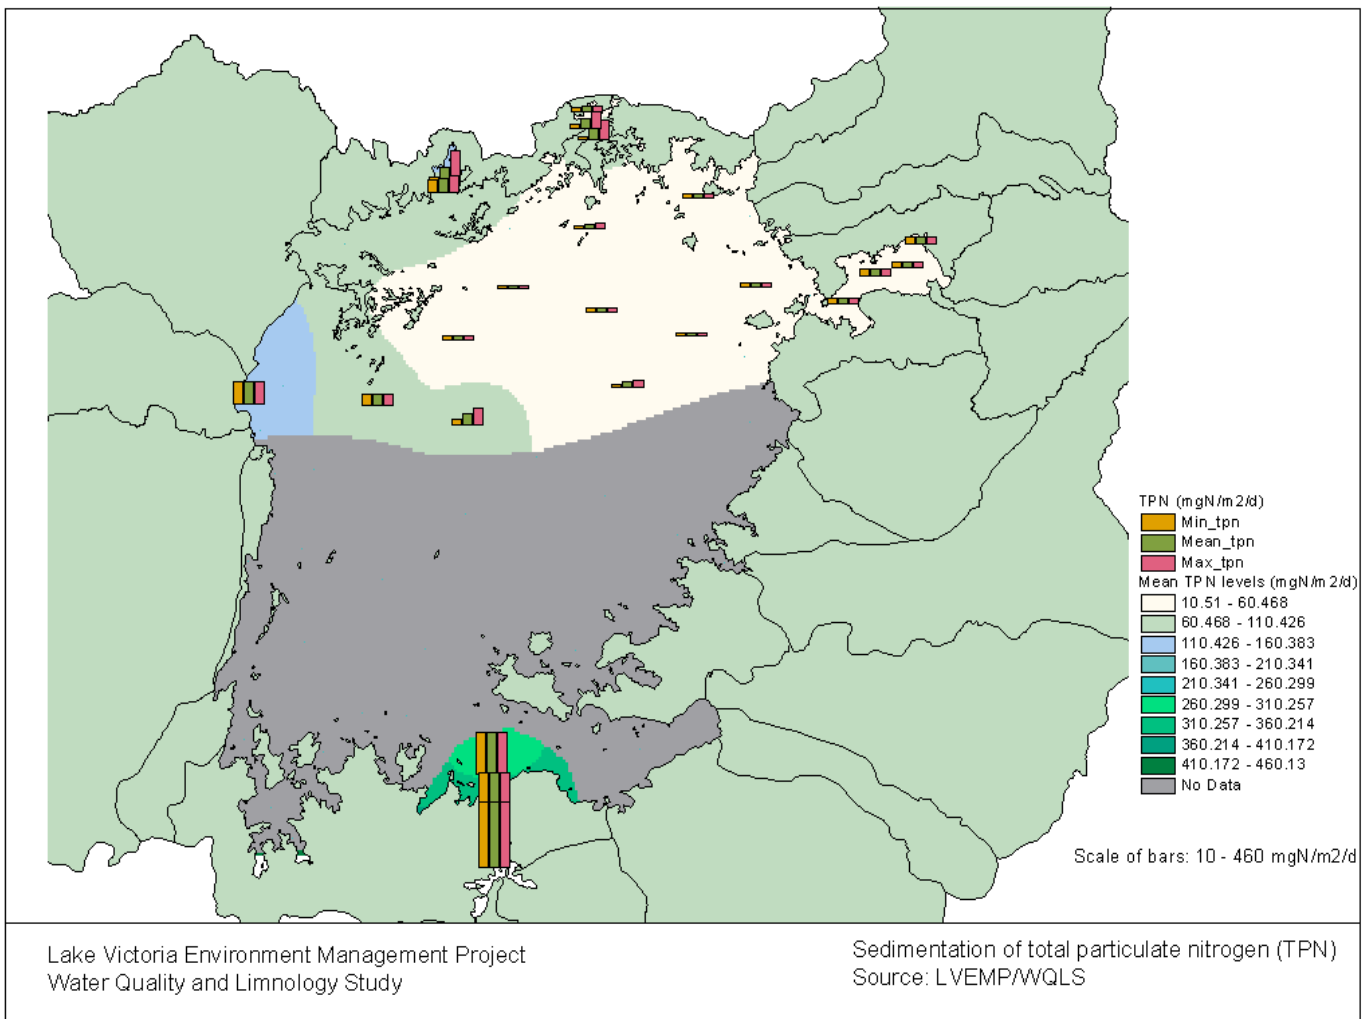 TPN (mgN/m2/d)
Min_tpn
Mean_tpn
Max_tpn
Mean TPN levels (mgN/m2/d)
10.51 - 60.468
60.468 - 110.426
110.426 - 160.383
160.383 - 210.341
210.341 - 260.299
260.299 - 310.257
310.257 - 360.214
360.214 - 410.172
410.172 - 460.13
No Data
Scale of bars: 10 - 460 mgN/m2/d
Lake Victoria Environment Management Project
Water Quality and Limnology Study
Sedimentation of total particulate nitrogen (TPN)
Source: LVEMP/WQLS